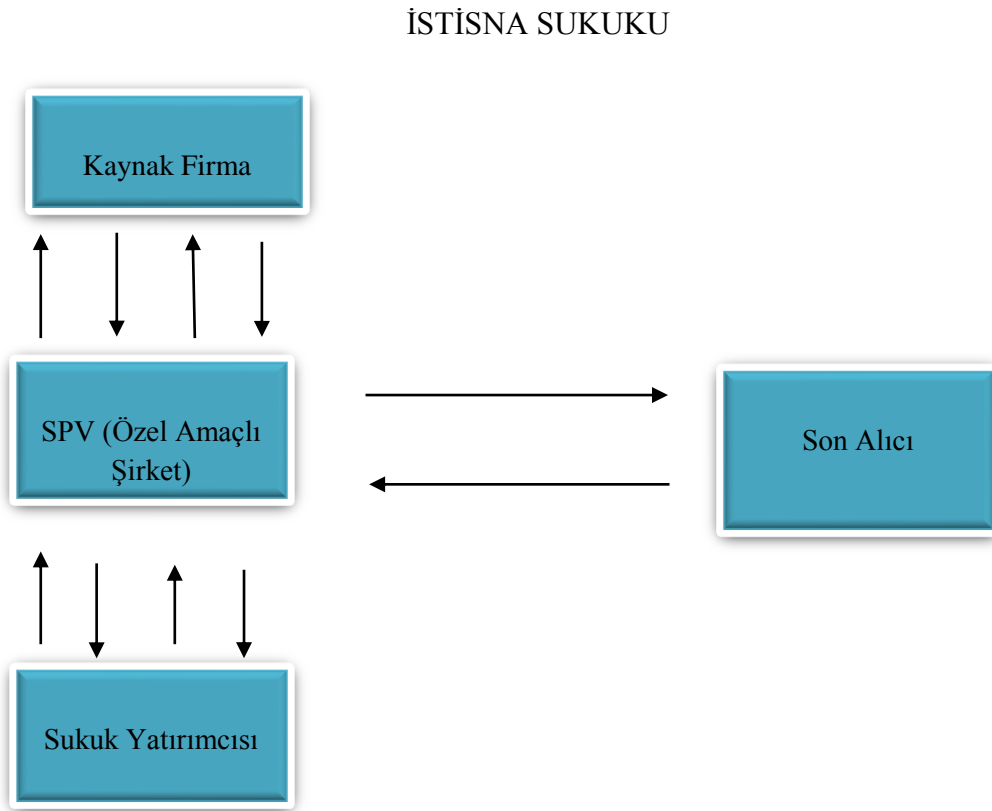 İSTİSNA SUKUKU
Kaynak Firma
SPV (Özel Amaçlı
Şirket)
Son Alıcı
Sukuk Yatırımcısı